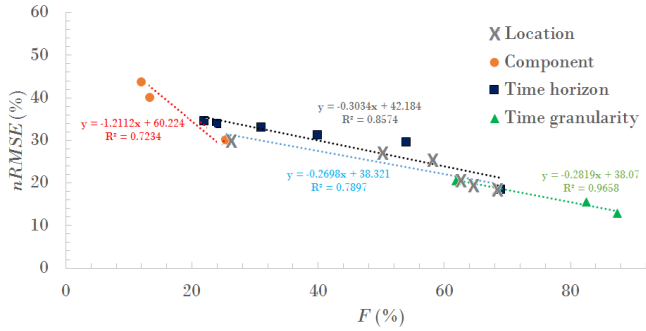 60
50
40
30
20
10
0
nRMSE (%)
X Location
Component
Time horizon
Time granularity
y = -0.3034x + 42.184
R² = 0.8574
y = -1.2112x + 60.224
R² = 0.7234
y = -0.2698x + 38.321
R² = 0.7897
y = -0.2819x + 38.07
R² = 0.9658
0 20 40 60 80
F (%)